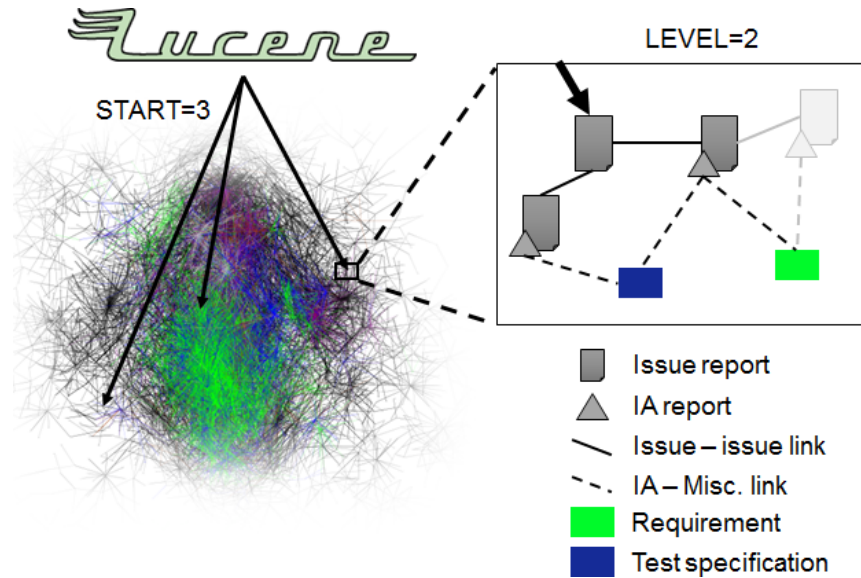 Lucene
LEVEL=2
START=3
Issue report
IA report
Issue – issue link
IA – Misc. link
Requirement
Test specification